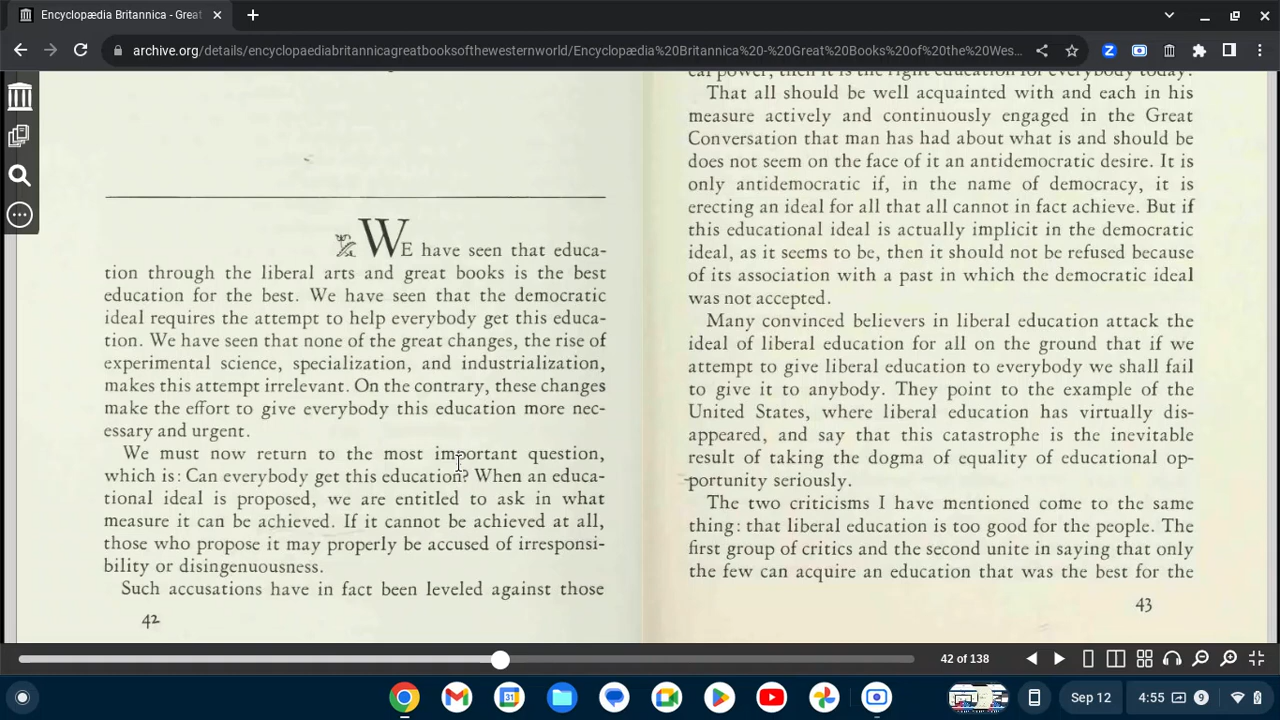 Encyclopædia Britannica - Great
archive.org/details/encyclopaediabritannicagreatbooksofthewesternworld/Encyclopædia%20Britannica%20-%20Great%20Books%20of%20the%20Wes...
WE have seen that educa-
tion through the liberal arts and great books is the best
education for the best. We have seen that the democratic
ideal requires the attempt to help everybody get this educa-
tion. We have seen that none of the great changes, the rise of
experimental science, specialization, and industrialization,
makes this attempt irrelevant. On the contrary, these changes
make the effort to give everybody this education more nec-
essary and urgent.
We must now return to the most important question,
which is: Can everybody get this education? When an educa-
tional ideal is proposed, we are entitled to ask in what
measure it can be achieved. If it cannot be achieved at all,
those who propose it may properly be accused of irresponsi-
bility or disingenuousness.
Such accusations have in fact been leveled against those
42
cal power, then it is the right education for everybody today.
That all should be well acquainted with and each in his
measure actively and continuously engaged in the Great
Conversation that man has had about what is and should be
does not seem on the face of it an antidemocratic desire. It is
only antidemocratic if, in the name of democracy, it is
erecting an ideal for all that all cannot in fact achieve. But if
this educational ideal is actually implicit in the democratic
ideal, as it seems to be, then it should not be refused because
of its association with a past in which the democratic ideal
was not accepted.
Many convinced believers in liberal education attack the
ideal of liberal education for all on the ground that if we
attempt to give liberal education to everybody we shall fail
to give it to anybody. They point to the example of the
United States, where liberal education has virtually dis-
appeared, and say that this catastrophe is the inevitable
result of taking the dogma of equality of educational op-
portunity seriously.
The two criticisms I have mentioned come to the same
thing: that liberal education is too good for the people. The
first group of critics and the second unite in saying that only
the few can acquire an education that was the best for the
43
42 of 138
Sep 12
4:55
9